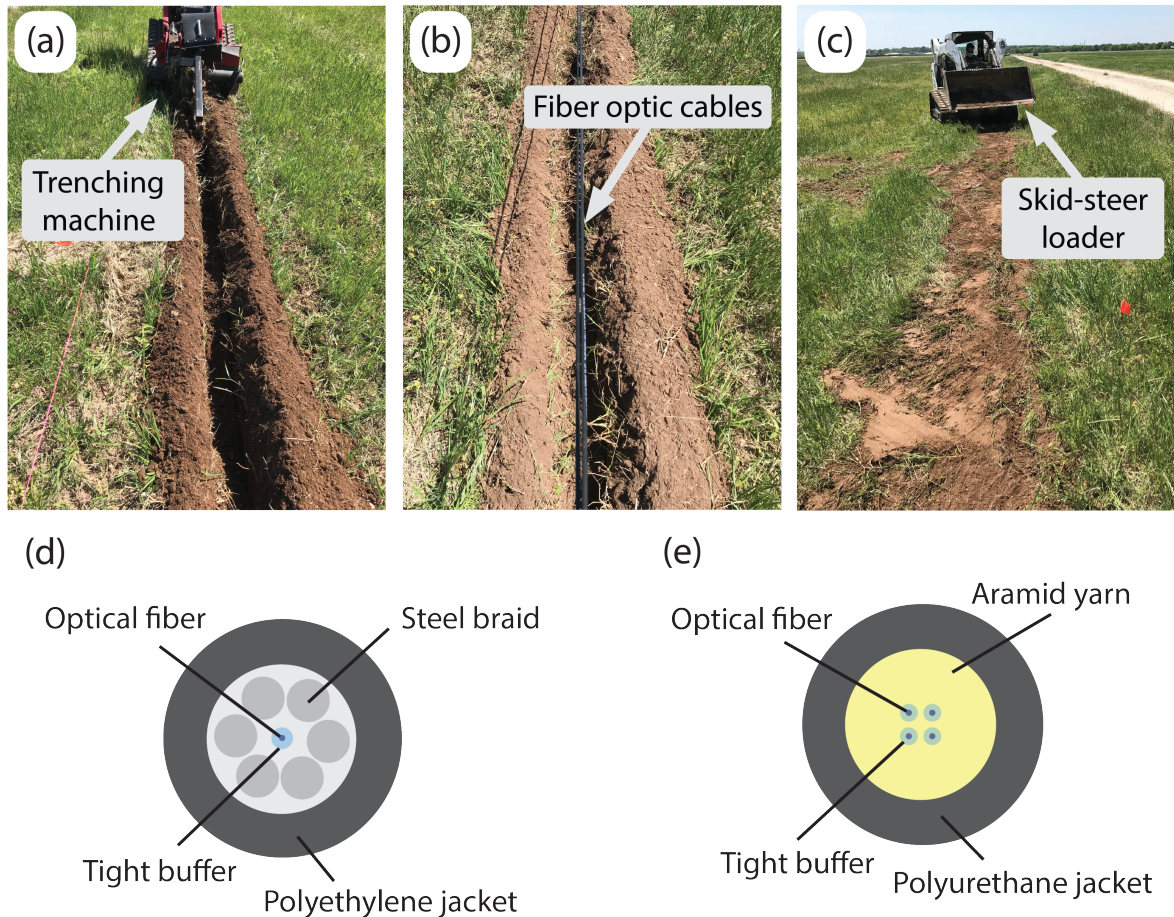 (a)
(b)
(c)
Fiber optic cables
Trenching
machine
Skid-steer
loader
(d)
(e)
Optical fiber
Steel braid
Tight buffer
Polyethylene jacket
Optical fiber
Aramid yarn
Tight buffer
Polyurethane jacket